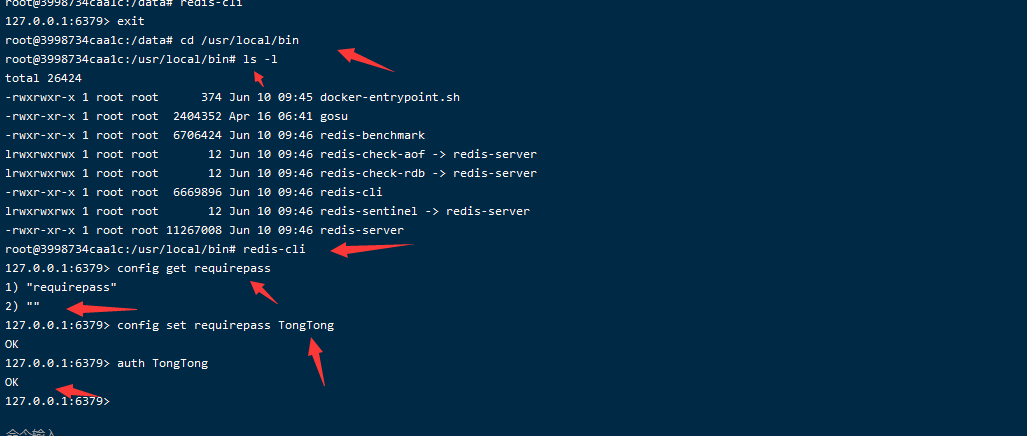 root@3998734caa1c:/data# redis-cli
127.0.0.1:6379> exit
root@3998734caa1c:/data# cd /usr/local/bin
root@3998734caa1c:/usr/local/bin# ls -l
total 26424
-rwxrwxr-x 1 root root      374 Jun 10 09:45 docker-entrypoint.sh
-rwxr-xr-x 1 root root  2404352 Apr 16 06:41 gosu
-rwxr-xr-x 1 root root  6706424 Jun 10 09:46 redis-benchmark
lrwxrwxrwx 1 root root       12 Jun 10 09:46 redis-check-aof -> redis-server
lrwxrwxrwx 1 root root       12 Jun 10 09:46 redis-check-rdb -> redis-server
-rwxr-xr-x 1 root root  6669896 Jun 10 09:46 redis-cli
lrwxrwxrwx 1 root root       12 Jun 10 09:46 redis-sentinel -> redis-server
-rwxr-xr-x 1 root root 11267008 Jun 10 09:46 redis-server
root@3998734caa1c:/usr/local/bin# redis-cli
127.0.0.1:6379> config get requirepass
1) "requirepass"
2) ""
127.0.0.1:6379> config set requirepass TongTong
OK
127.0.0.1:6379> auth TongTong
OK
127.0.0.1:6379>
命令输入